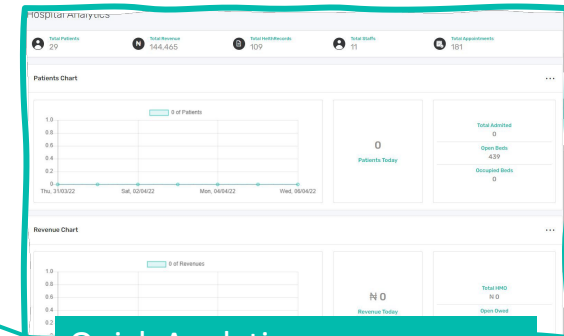 Hospital Analytics
Total Patients
29
Total Revenue
144,465
Total HelthRecords
109
Total Staffs
11
Total Appointments
181
Patients Chart
...
0 of Patients
1.0
0.8
0.6
0.4
0.2
0
Thu, 31/03/22 Sat, 02/04/22 Mon, 04/04/22 Wed, 06/04/22
0
Patients Today
Total Admitted
0
Open Beds
439
Occupied Beds
0
Revenue Chart
...
0 of Revenues
1.0
0.8
0.6
0.4
0.2
₦ 0
Revenue Today
Total HMO
₦ 0
Open Owed